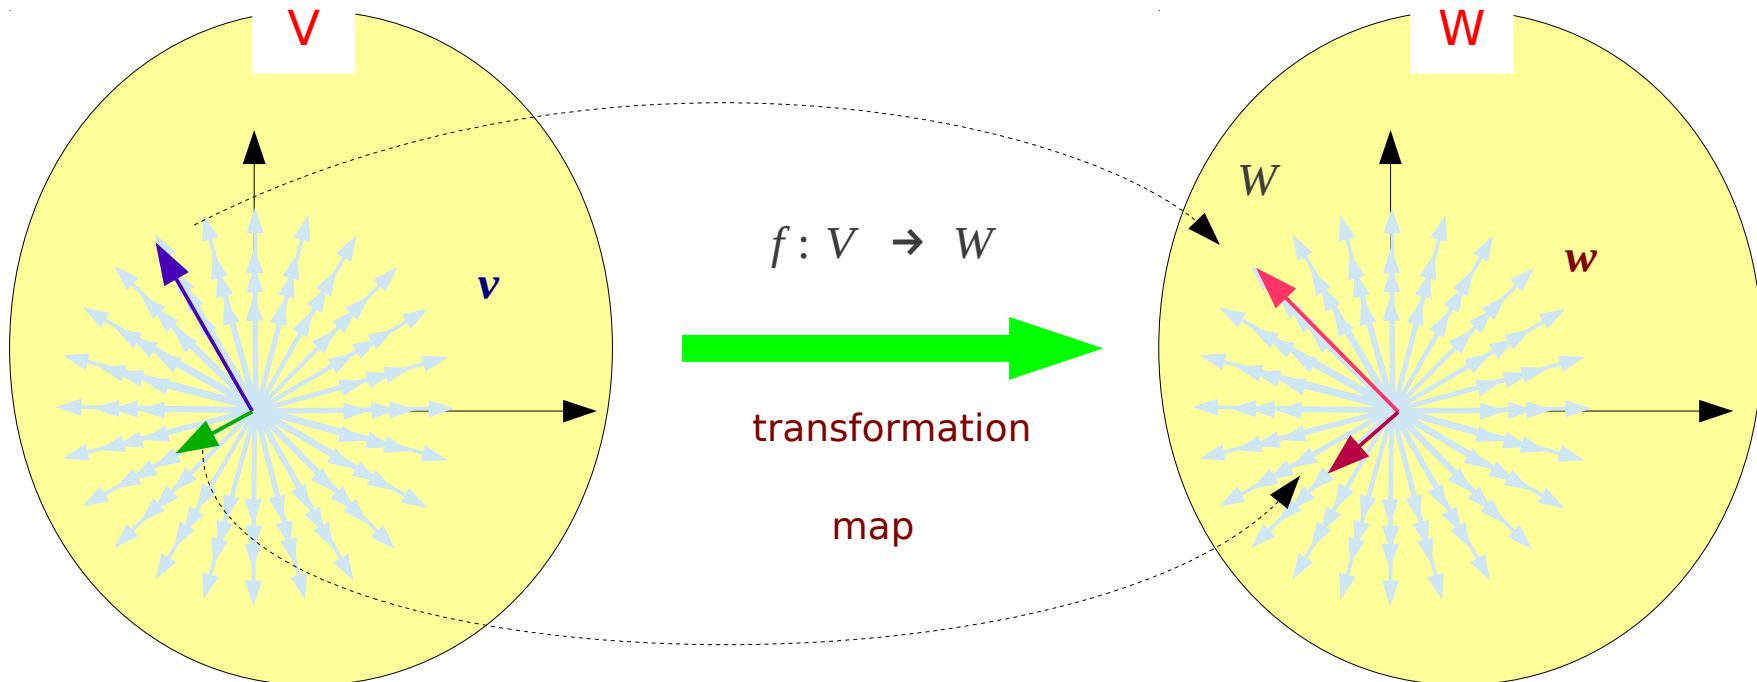 V
W
W
f : V → W
v
w
transformation
map